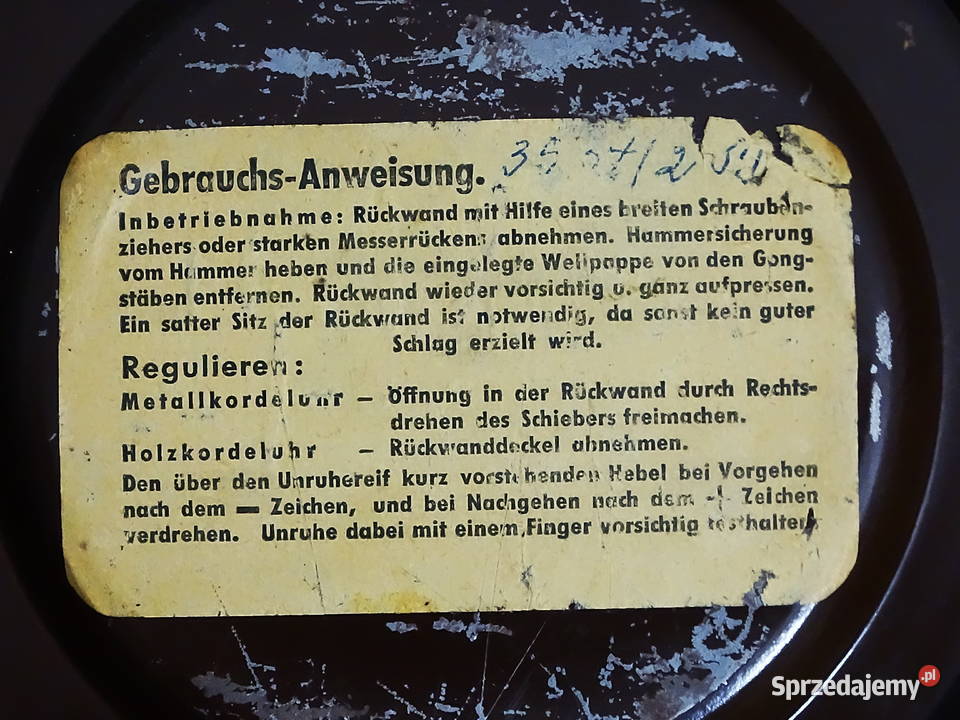 Gebrauchs-Anweisung. 35
Inbetriebnahme: Rückwand mit Hilfe eines breiten Schrauben-
ziehers oder starken Messerrückens abnehmen. Hammersicherung
vom Hammer heben und die eingelegte Wellpappe von den Gong-
stäben entfernen. Rückwand wieder vorsichtig u. ganz aufpressen.
Ein satter Sitz der Rückwand ist notwendig, da sonst kein guter
Schlag erzielt wird.
Regulieren:
Metallkordeluhr – Öffnung in der Rückwand durch Rechts-
drehen des Schiebers freimachen.
Holzkordeluhr – Rückwanddeckel abnehmen.
Den über den Unruhereif kurz vorstehenden Hebel bei Vorgehen
nach dem — Zeichen, und bei Nachgehen nach dem + Zeichen
verdrehen. Unruhe dabei mit einem Finger vorsichtig festhalten
Sprzedajemy.pl